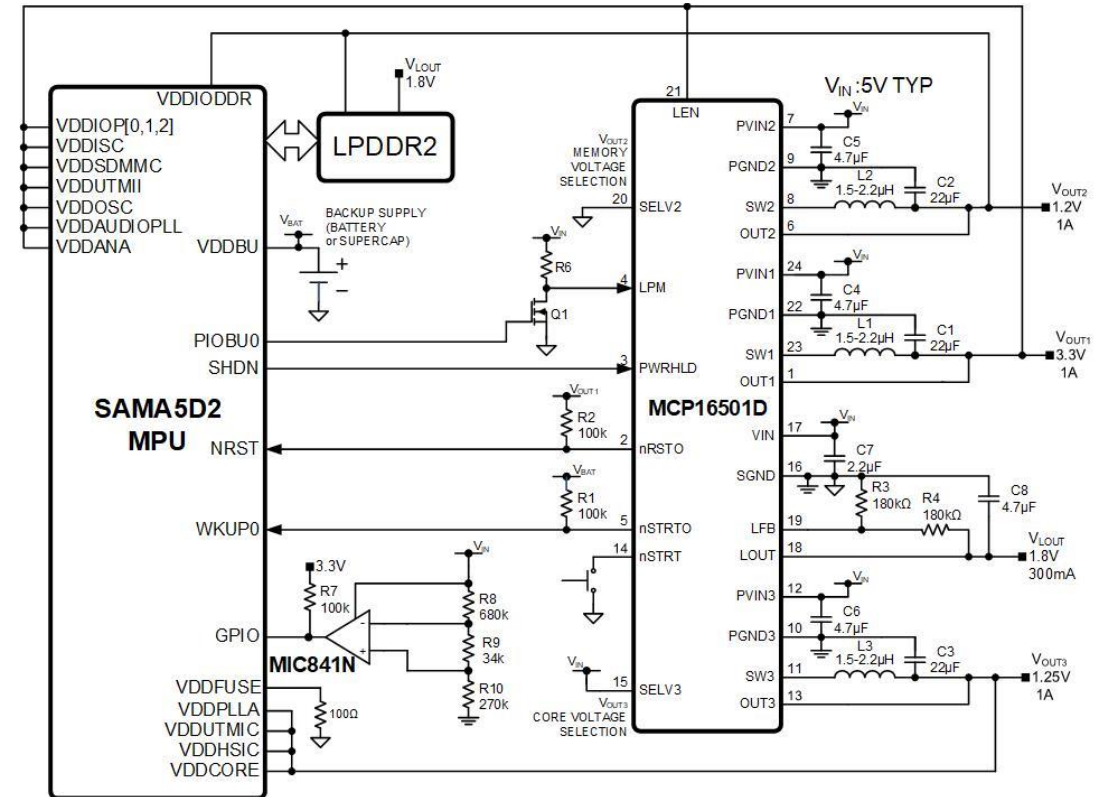 VDDIODDR
VDDIOP[0,1,2]
VDDISC
VDDSDMMC
VDDUTMII
VDDOSC
VDDAUDIOPLL
VDDANA
VDDBU
PIOBU0
SHDN
SAMA5D2
MPU
NRST
WKUP0
GPIO
VDDFUSE
VDDPLLA
VDDUTMIC
VDDHSIC
VDDCORE
VLOUT
1.8V
LPDDR2
VBAT
BACKUP SUPPLY
(BATTERY
or SUPERCAP)
+
−
VIN
R6
Q1
VOUT1
R2
100k
VBAT
R1
100k
3.3V
R7
100k
MIC841N
-
+
VIN
R8
680k
R9
34k
R10
270k
100Ω
VOUT2
MEMORY
VOLTAGE
SELECTION
VIN
VOUT3
CORE VOLTAGE
SELECTION
21
LEN
20 SELV2
4 LPM
3 PWRHLD
MCP16501D
2 nRSTO
5 nSTRTO
14 nSTRT
15 SELV3
VIN :5V TYP
PVIN2 7
VIN
C5
4.7µF
PGND2 9
L2
1.5-2.2µH
C2
22µF
SW2 8
OUT2 6
VOUT2
1.2V
1A
PVIN1 24
VIN
C4
4.7µF
PGND1 22
L1
1.5-2.2µH
C1
22µF
SW1 23
OUT1 1
VOUT1
3.3V
1A
VIN 17
VIN
C7
2.2µF
SGND 16
R3
180kΩ
R4
180kΩ
C8
4.7µF
LFB 19
LOUT 18
VLOUT
1.8V
300mA
PVIN3 12
VIN
C6
4.7µF
PGND3 10
L3
1.5-2.2µH
C3
22µF
SW3 11
OUT3 13
VOUT3
1.25V
1A